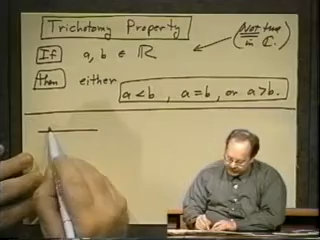 Trichotomy Property
(Not true in ℂ.)
If a, b ∈ ℝ
then either a < b , a = b , or a > b.